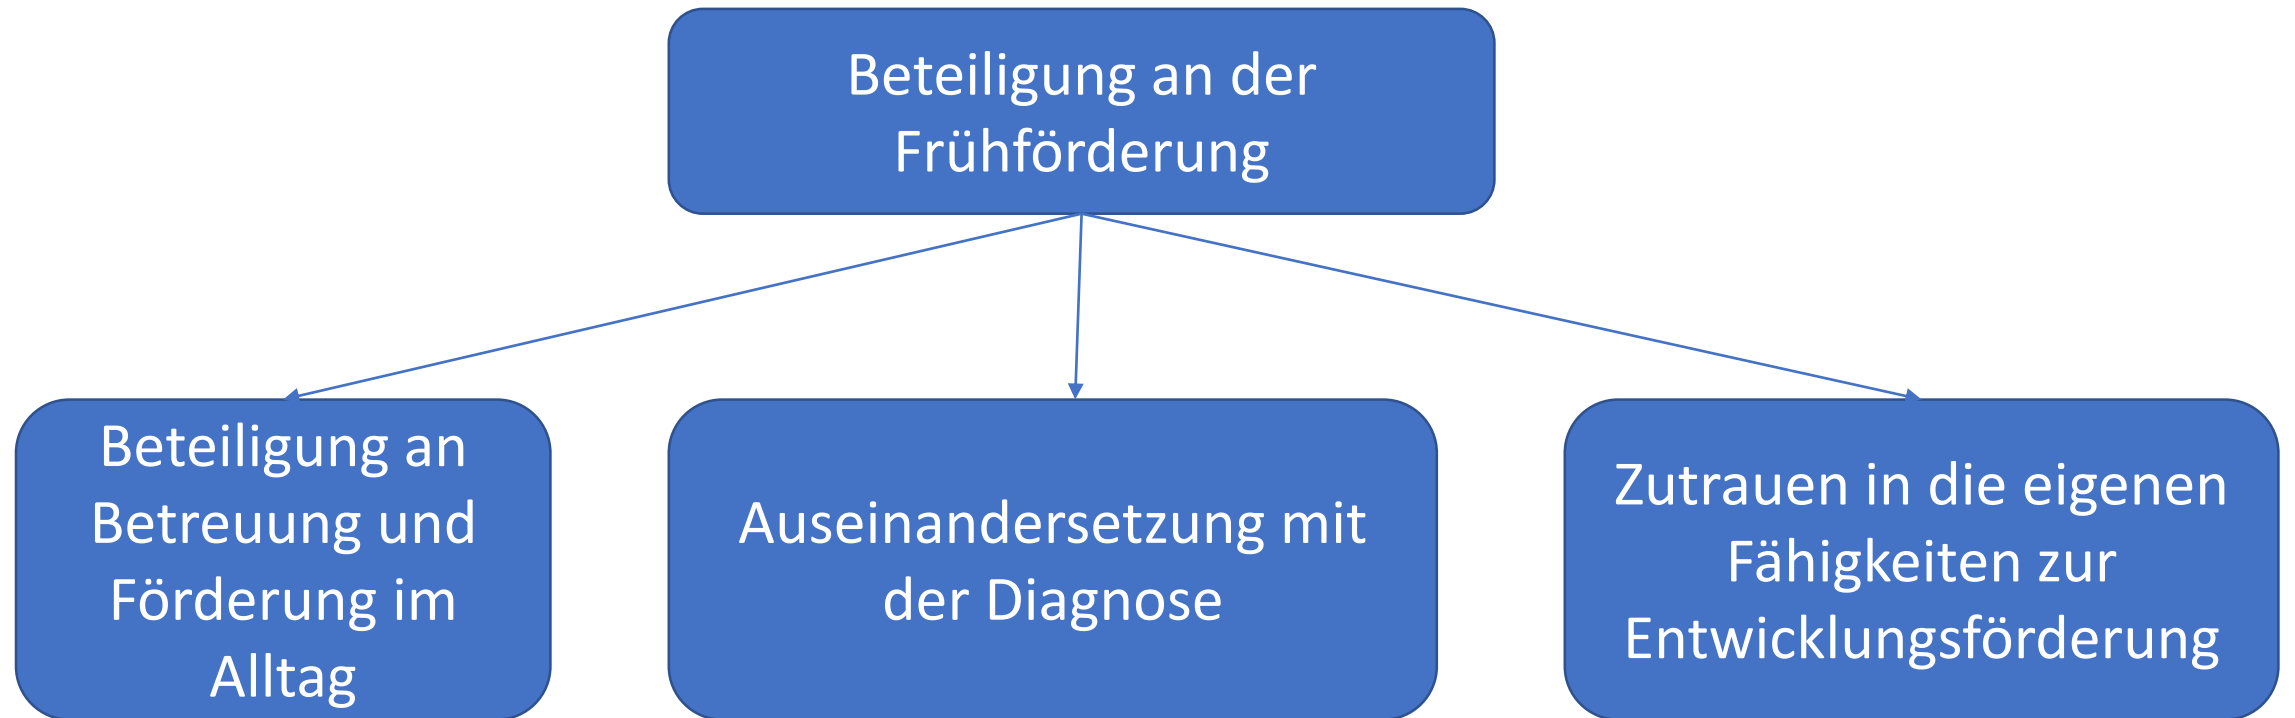 Beteiligung an der
Frühförderung
Beteiligung an
Betreuung und
Förderung im
Alltag
Auseinandersetzung mit
der Diagnose
Zutrauen in die eigenen
Fähigkeiten zur
Entwicklungsförderung